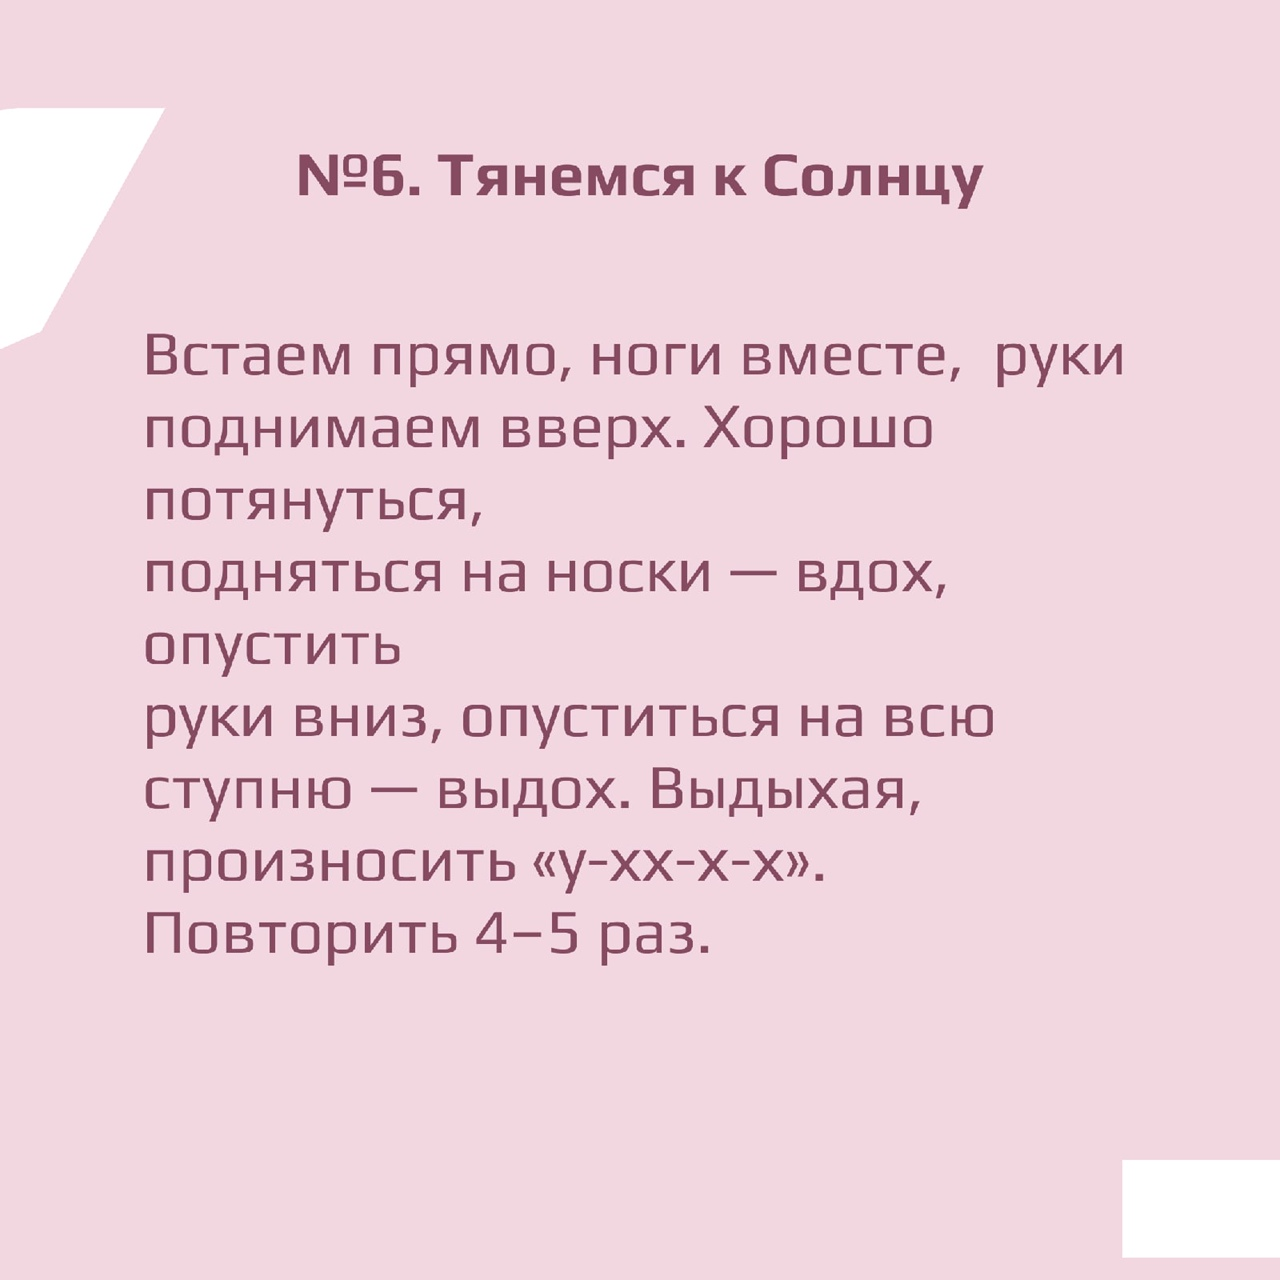 №6. Тянемся к Солнцу
Встаем прямо, ноги вместе,  руки
поднимаем вверх. Хорошо
потянуться,
подняться на носки — вдох,
опустить
руки вниз, опуститься на всю
ступню — выдох. Выдыхая,
произносить «у-хх-х-х».
Повторить 4–5 раз.